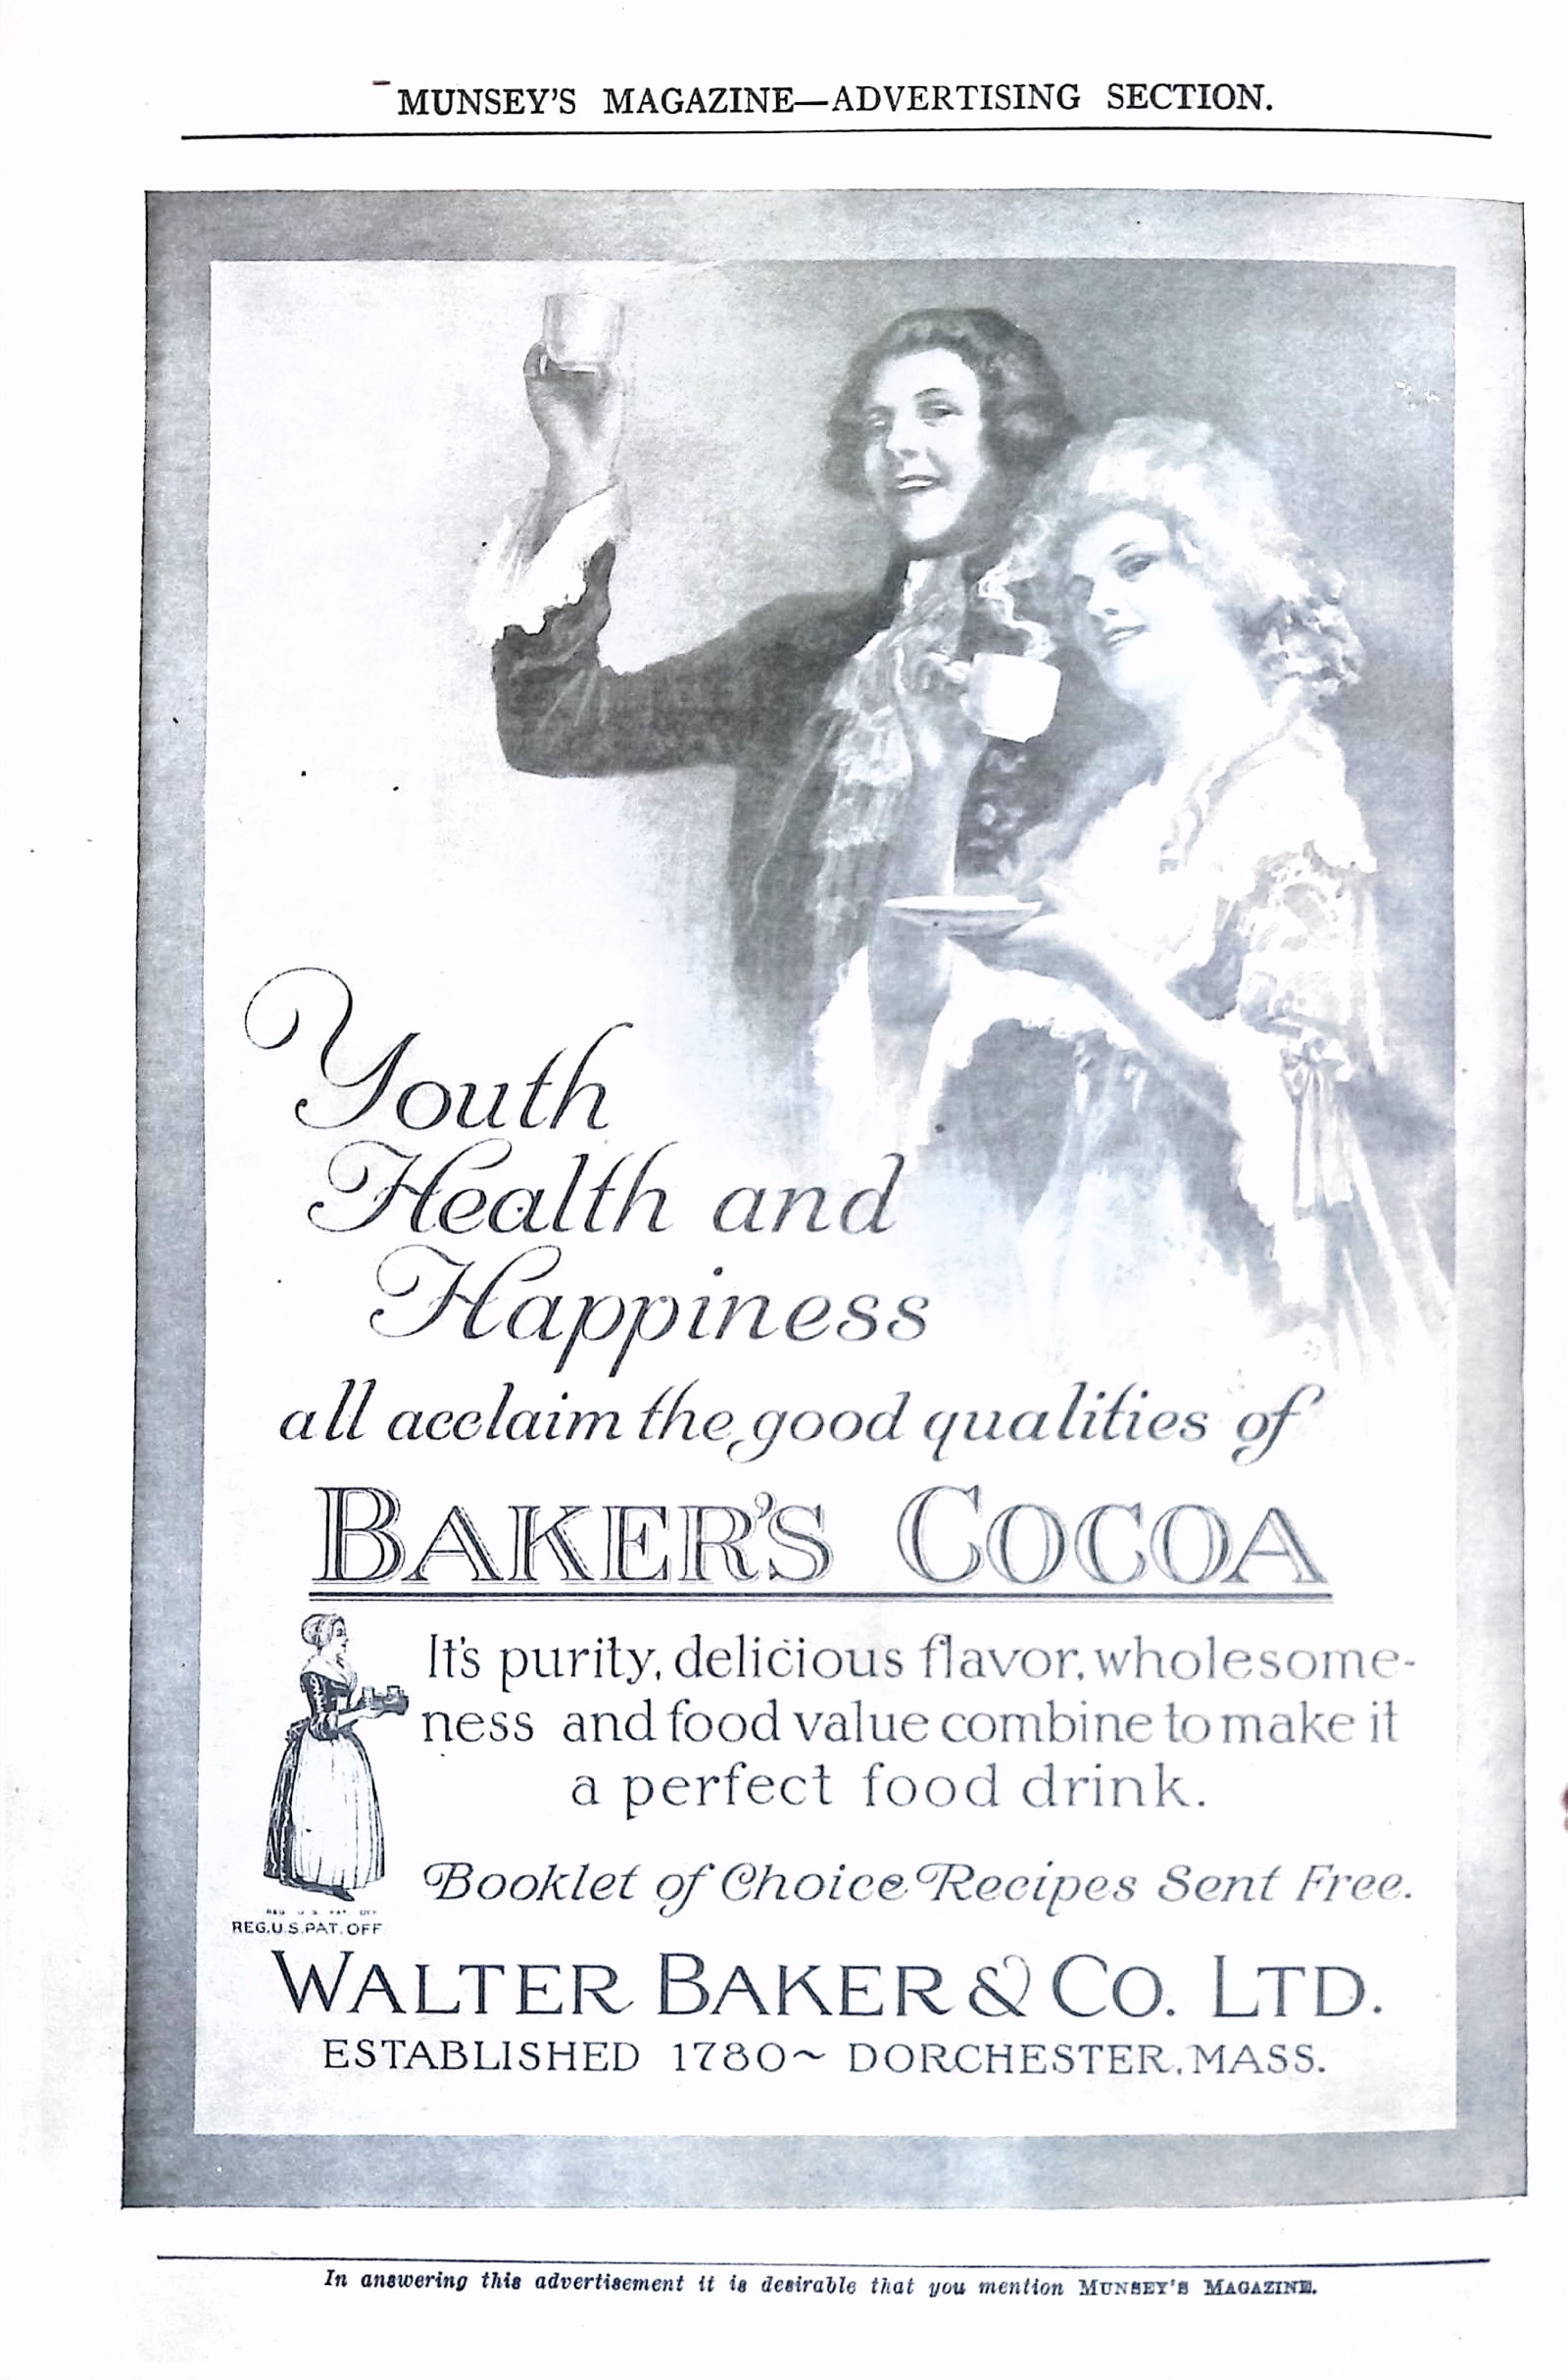 MUNSEY'S MAGAZINE—ADVERTISING SECTION.
Youth
Health and
Happiness
all acclaim the good qualities of
BAKER'S COCOA
It's purity, delicious flavor, wholesome-
ness and food value combine to make it
a perfect food drink.
Booklet of Choice Recipes Sent Free.
REG. U.S. PAT. OFF
REG.U.S.PAT.OFF
WALTER BAKER & CO. LTD.
ESTABLISHED 1780~ DORCHESTER, MASS.
In answering this advertisement it is desirable that you mention MUNSEY'S MAGAZINE.